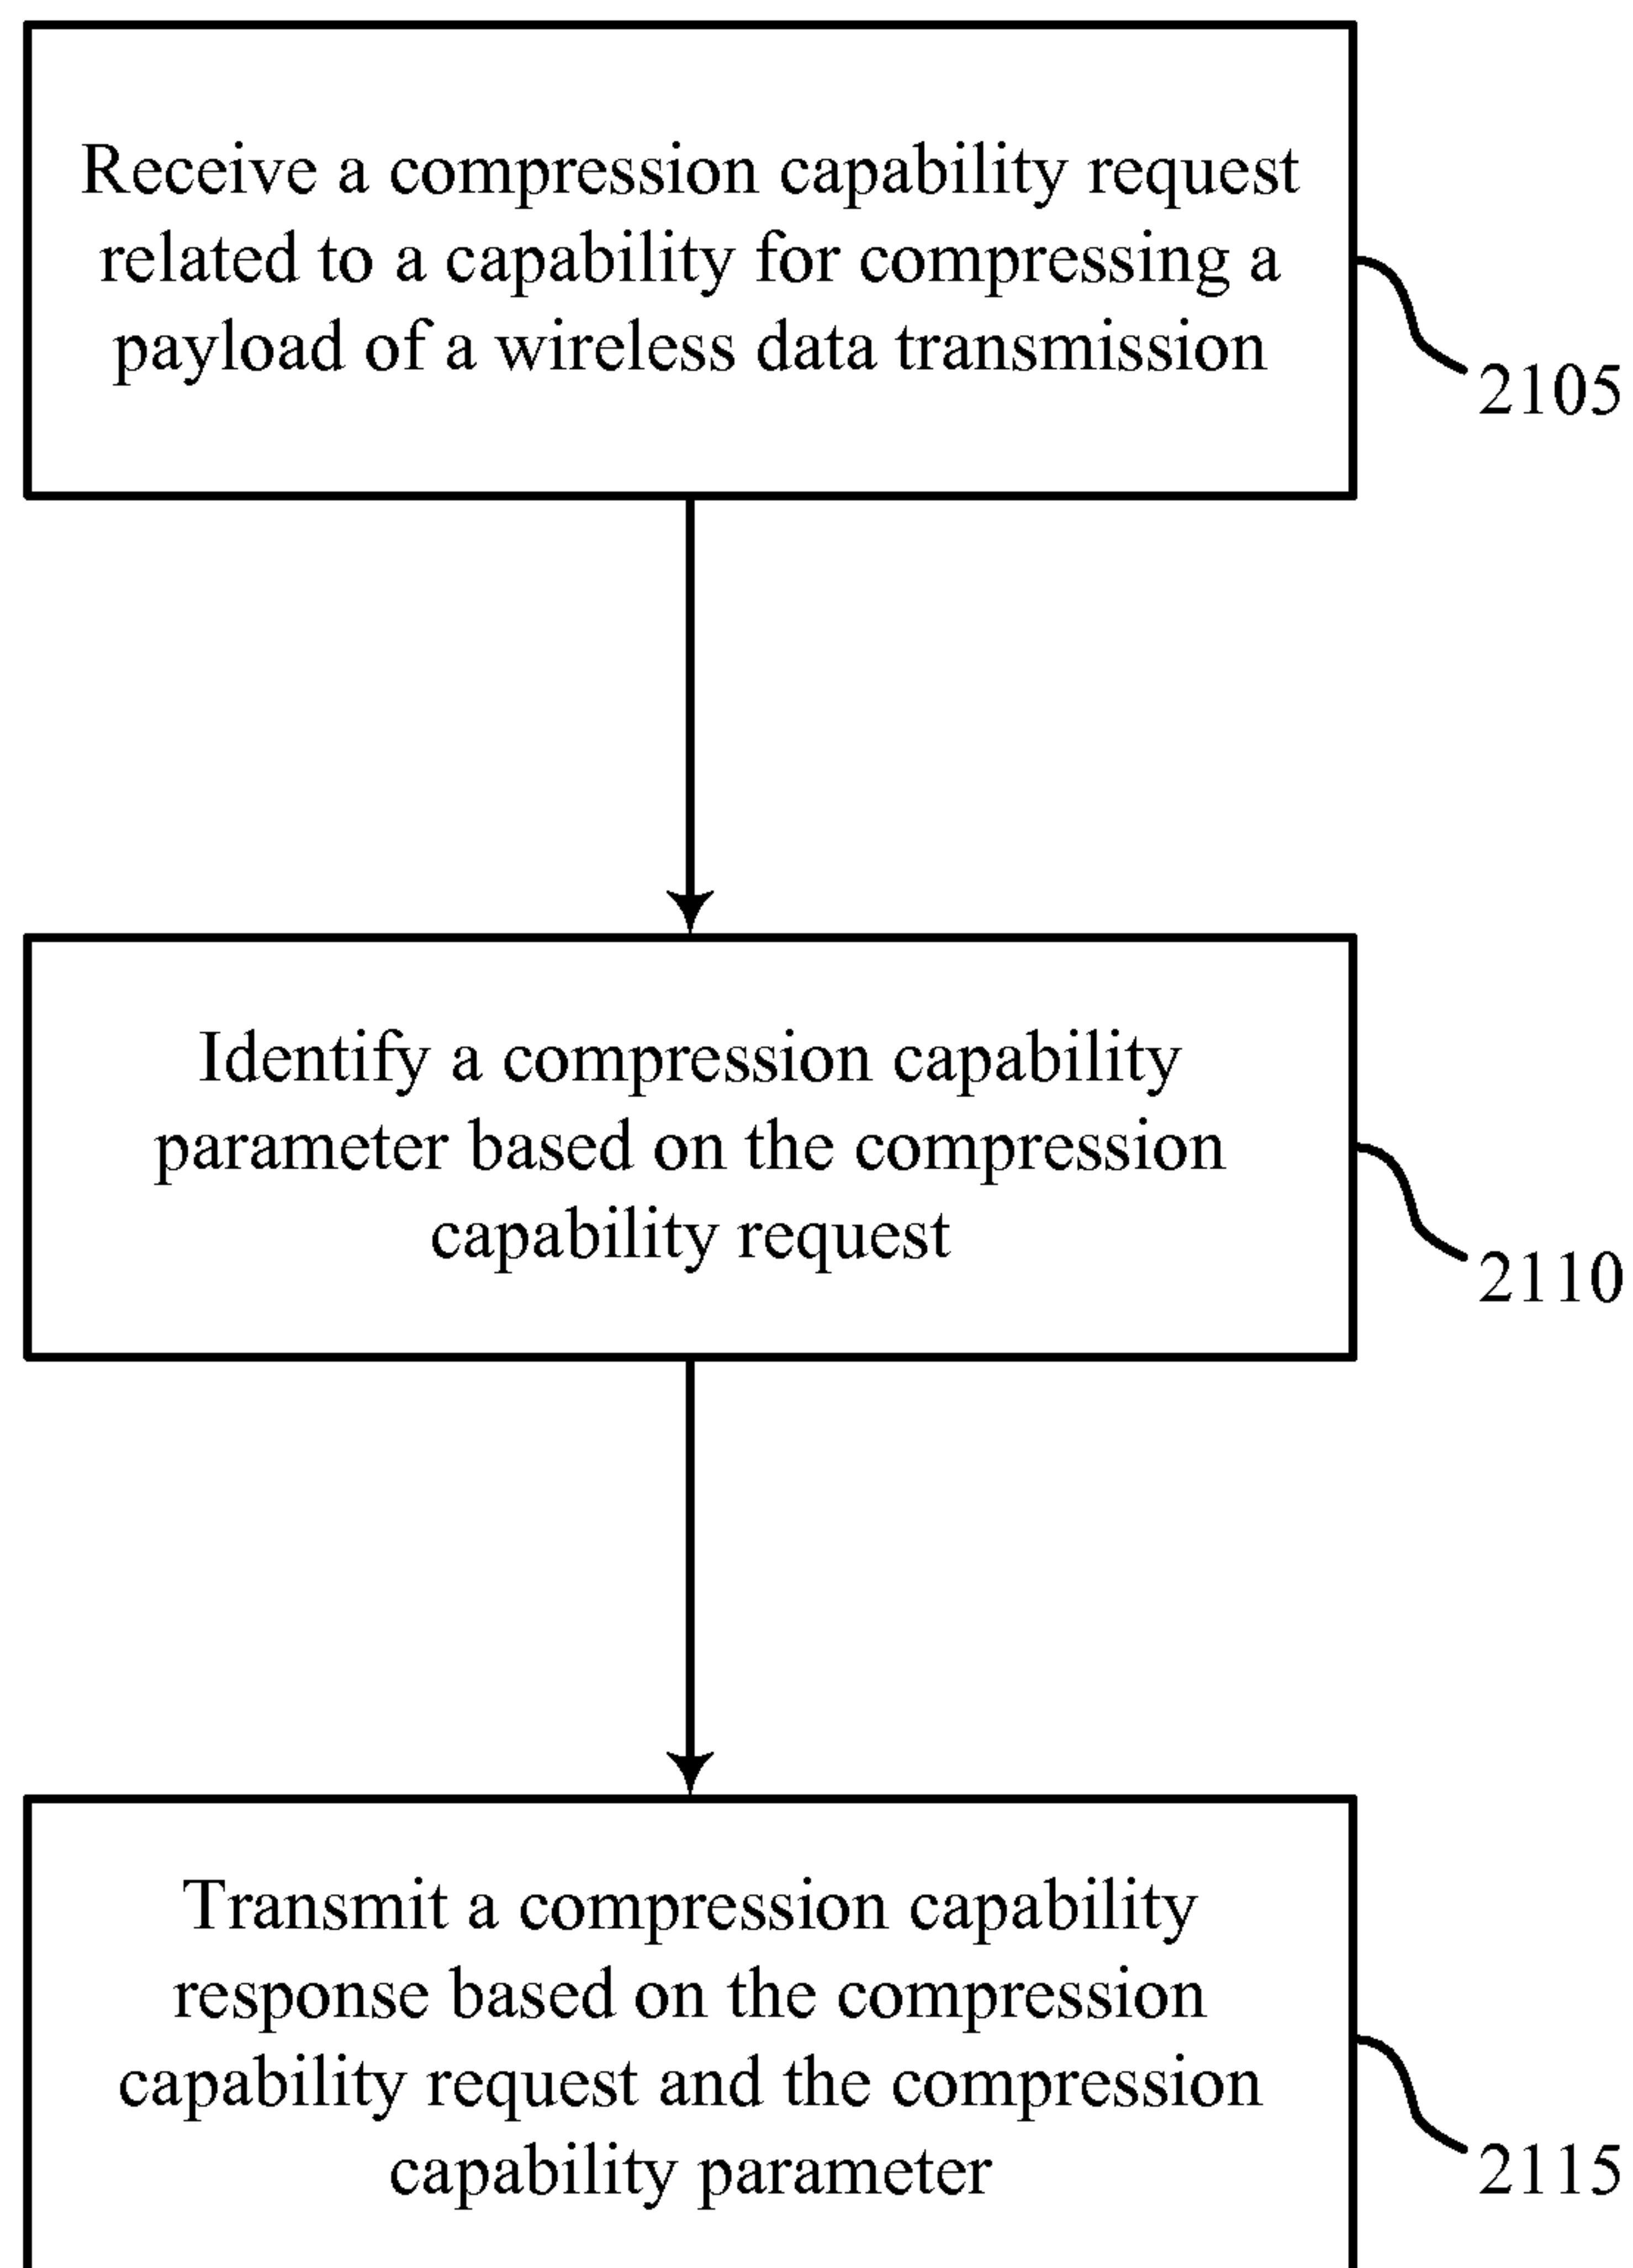 Receive a compression capability request
related to a capability for compressing a
payload of a wireless data transmission
2105
Identify a compression capability
parameter based on the compression
capability request
2110
Transmit a compression capability
response based on the compression
capability request and the compression
capability parameter
2115